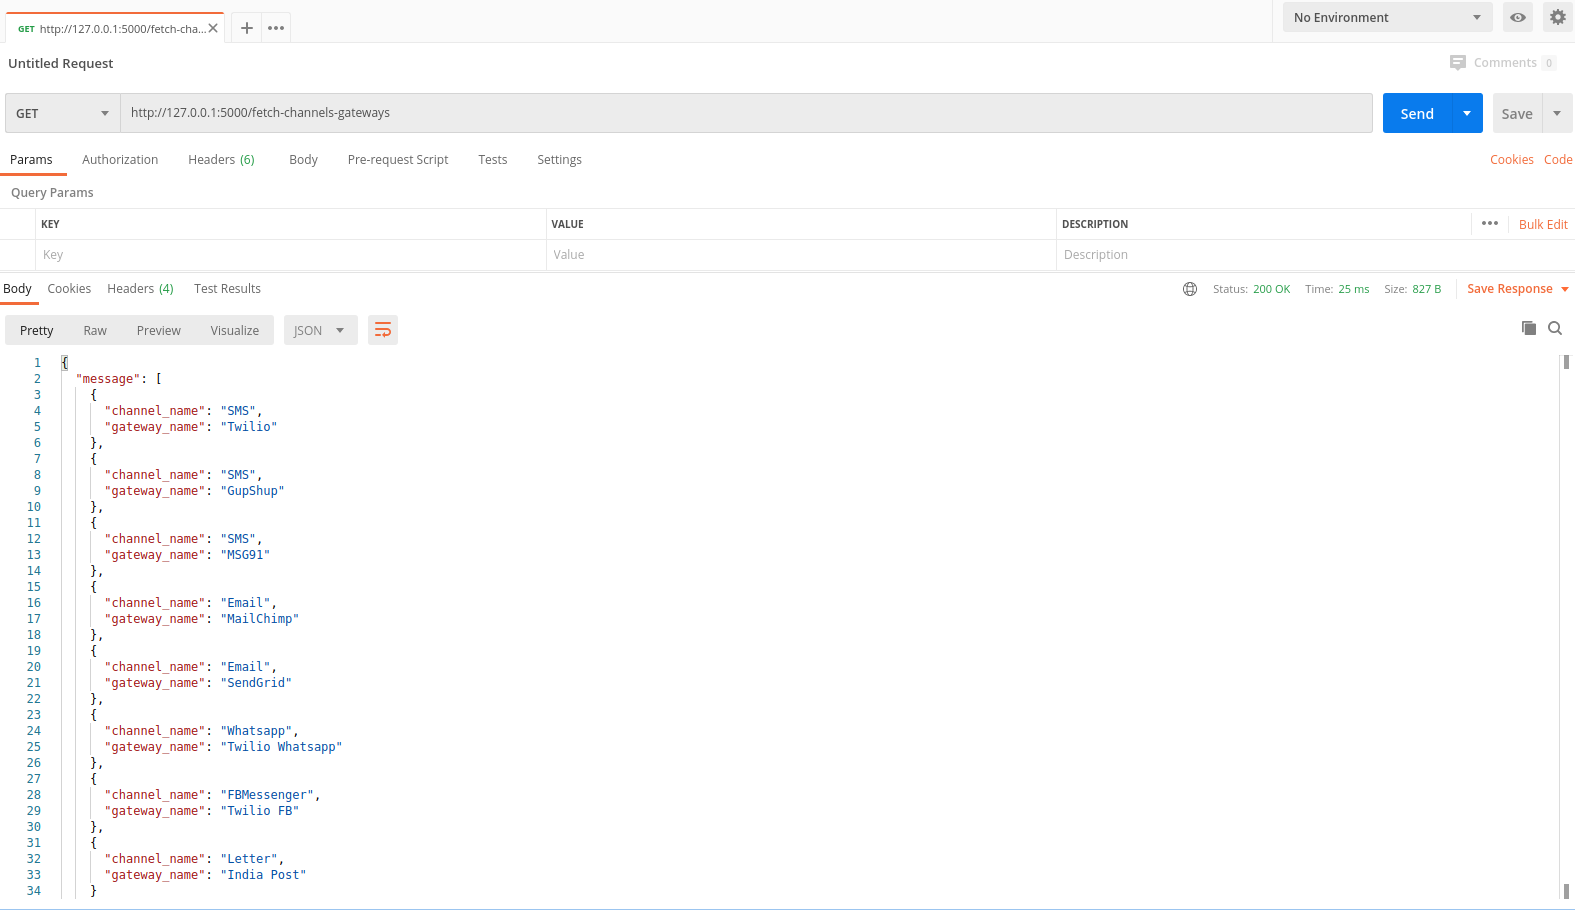 GET http://127.0.0.1:5000/fetch-cha...
No Environment
Untitled Request
Comments 0
GET http://127.0.0.1:5000/fetch-channels-gateways Send Save
Params Authorization Headers (6) Body Pre-request Script Tests Settings Cookies Code
Query Params
KEY VALUE DESCRIPTION Bulk Edit
Key Value Description
Body Cookies Headers (4) Test Results Status: 200 OK Time: 25 ms Size: 827 B Save Response
Pretty Raw Preview Visualize JSON
1 {
2 "message": [
3 {
4 "channel_name": "SMS",
5 "gateway_name": "Twilio"
6 },
7 {
8 "channel_name": "SMS",
9 "gateway_name": "GupShup"
10 },
11 {
12 "channel_name": "SMS",
13 "gateway_name": "MSG91"
14 },
15 {
16 "channel_name": "Email",
17 "gateway_name": "MailChimp"
18 },
19 {
20 "channel_name": "Email",
21 "gateway_name": "SendGrid"
22 },
23 {
24 "channel_name": "Whatsapp",
25 "gateway_name": "Twilio Whatsapp"
26 },
27 {
28 "channel_name": "FBMessenger",
29 "gateway_name": "Twilio FB"
30 },
31 {
32 "channel_name": "Letter",
33 "gateway_name": "India Post"
34 }